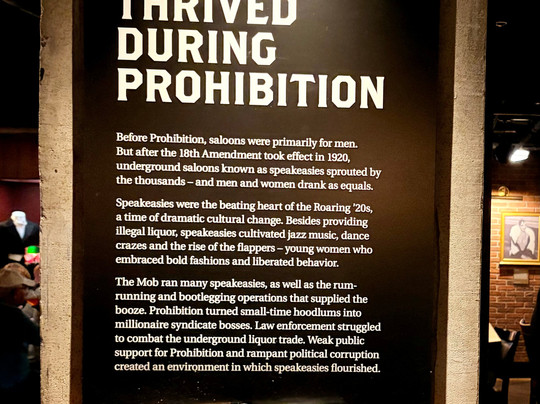 THRIVED
DURING
PROHIBITION
Before Prohibition, saloons were primarily for men.
But after the 18th Amendment took effect in 1920,
underground saloons known as speakeasies sprouted by
the thousands – and men and women drank as equals.
Speakeasies were the beating heart of the Roaring '20s,
a time of dramatic cultural change. Besides providing
illegal liquor, speakeasies cultivated jazz music, dance
crazes and the rise of the flappers – young women who
embraced bold fashions and liberated behavior.
The Mob ran many speakeasies, as well as the rum-
running and bootlegging operations that supplied the
booze. Prohibition turned small-time hoodlums into
millionaire syndicate bosses. Law enforcement struggled
to combat the underground liquor trade. Weak public
support for Prohibition and rampant political corruption
created an environment in which speakeasies flourished.